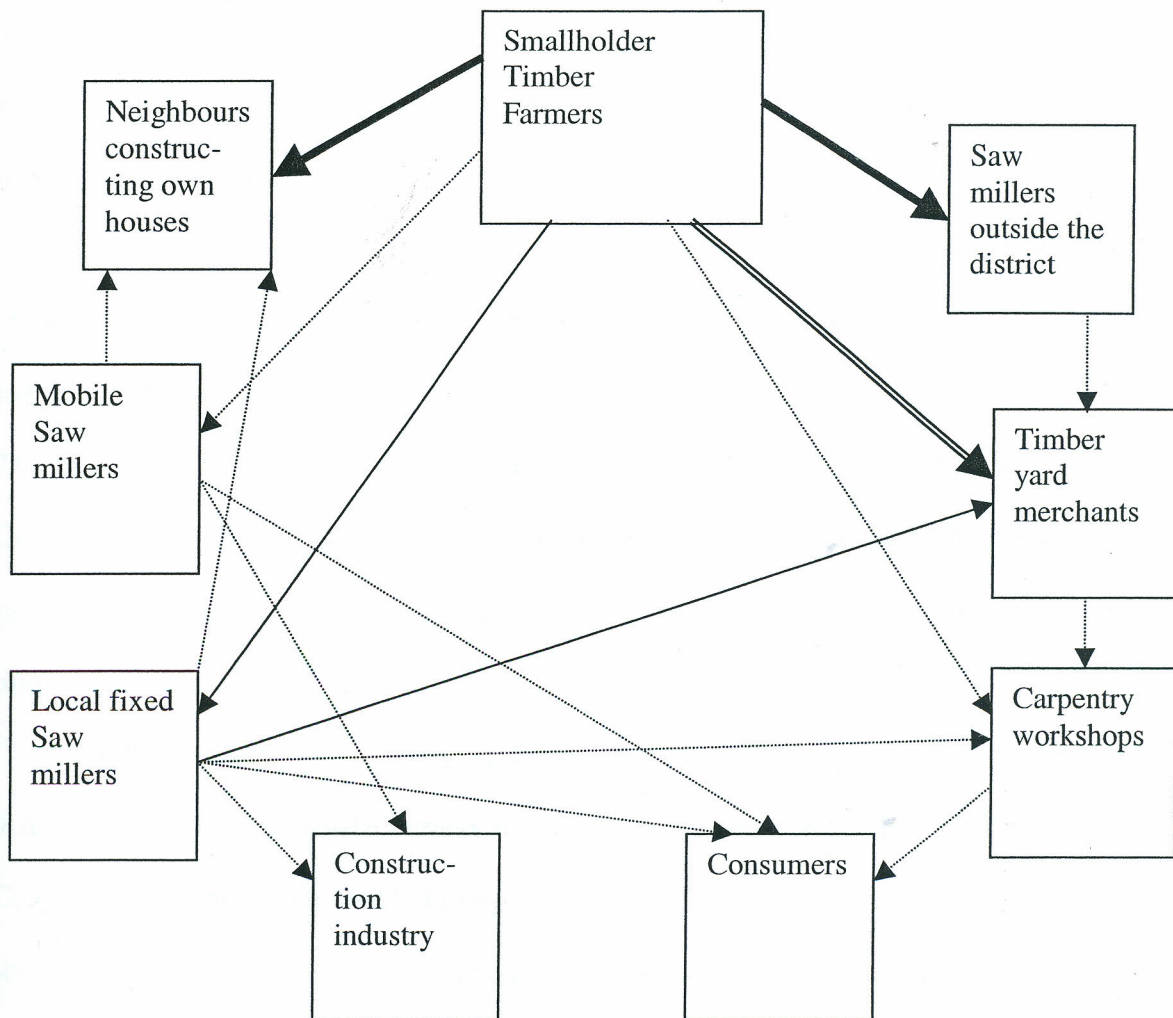 Smallholder
Timber
Farmers
Neighbours
construc-
ting own
houses
Saw
millers
outside the
district
Mobile
Saw
millers
Timber
yard
merchants
Local fixed
Saw
millers
Carpentry
workshops
Construc-
tion
industry
Consumers